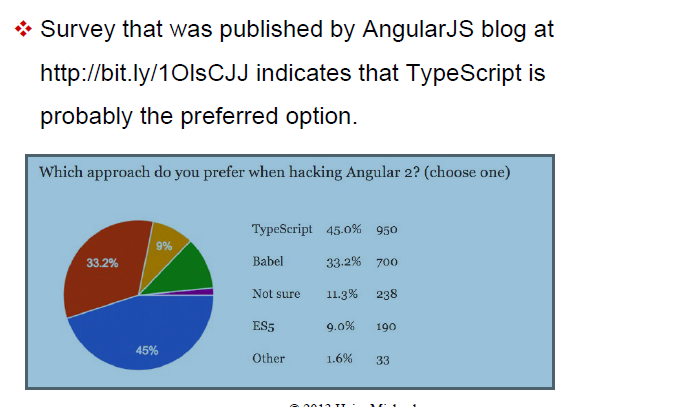 Survey that was published by AngularJS blog at
http://bit.ly/1OIsCJJ indicates that TypeScript is
probably the preferred option.
Which approach do you prefer when hacking Angular 2? (choose one)
33.2%
9%
45%
TypeScript 45.0% 950
Babel 33.2% 700
Not sure 11.3% 238
ES5 9.0% 190
Other 1.6% 33